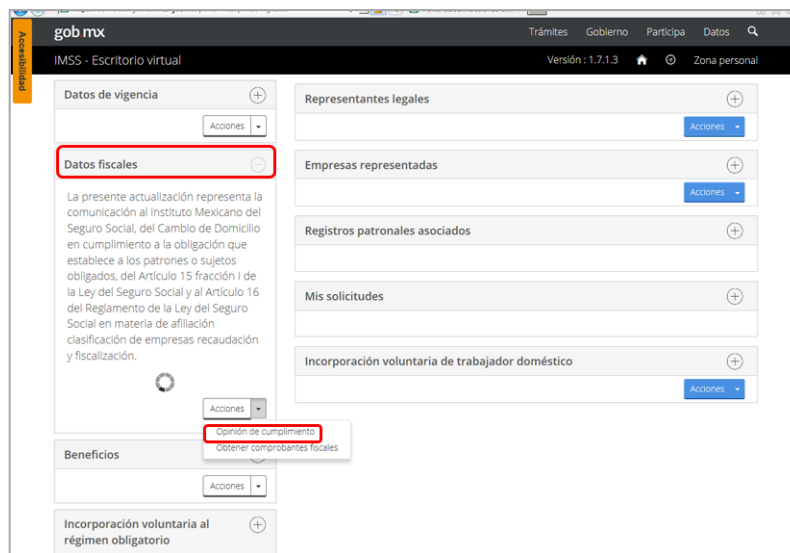 Accesibilidad
gob.mx
Trámites Gobierno Participa Datos
IMSS - Escritorio virtual
Versión : 1.7.1.3 Zona personal
Datos de vigencia
Acciones
Datos fiscales
La presente actualización representa la
comunicación al Instituto Mexicano del
Seguro Social, del Cambio de Domicilio
en cumplimiento a la obligación que
establece a los patrones o sujetos
obligados, del Artículo 15 fracción I de
la Ley del Seguro Social y al Artículo 16
del Reglamento de la Ley del Seguro
Social en materia de afiliación
clasificación de empresas recaudación
y fiscalización.
Acciones
Opinión de cumplimiento
Obtener comprobantes fiscales
Beneficios
Acciones
Incorporación voluntaria al
régimen obligatorio
Representantes legales
Acciones
Empresas representadas
Acciones
Registros patronales asociados
Mis solicitudes
Incorporación voluntaria de trabajador doméstico
Acciones